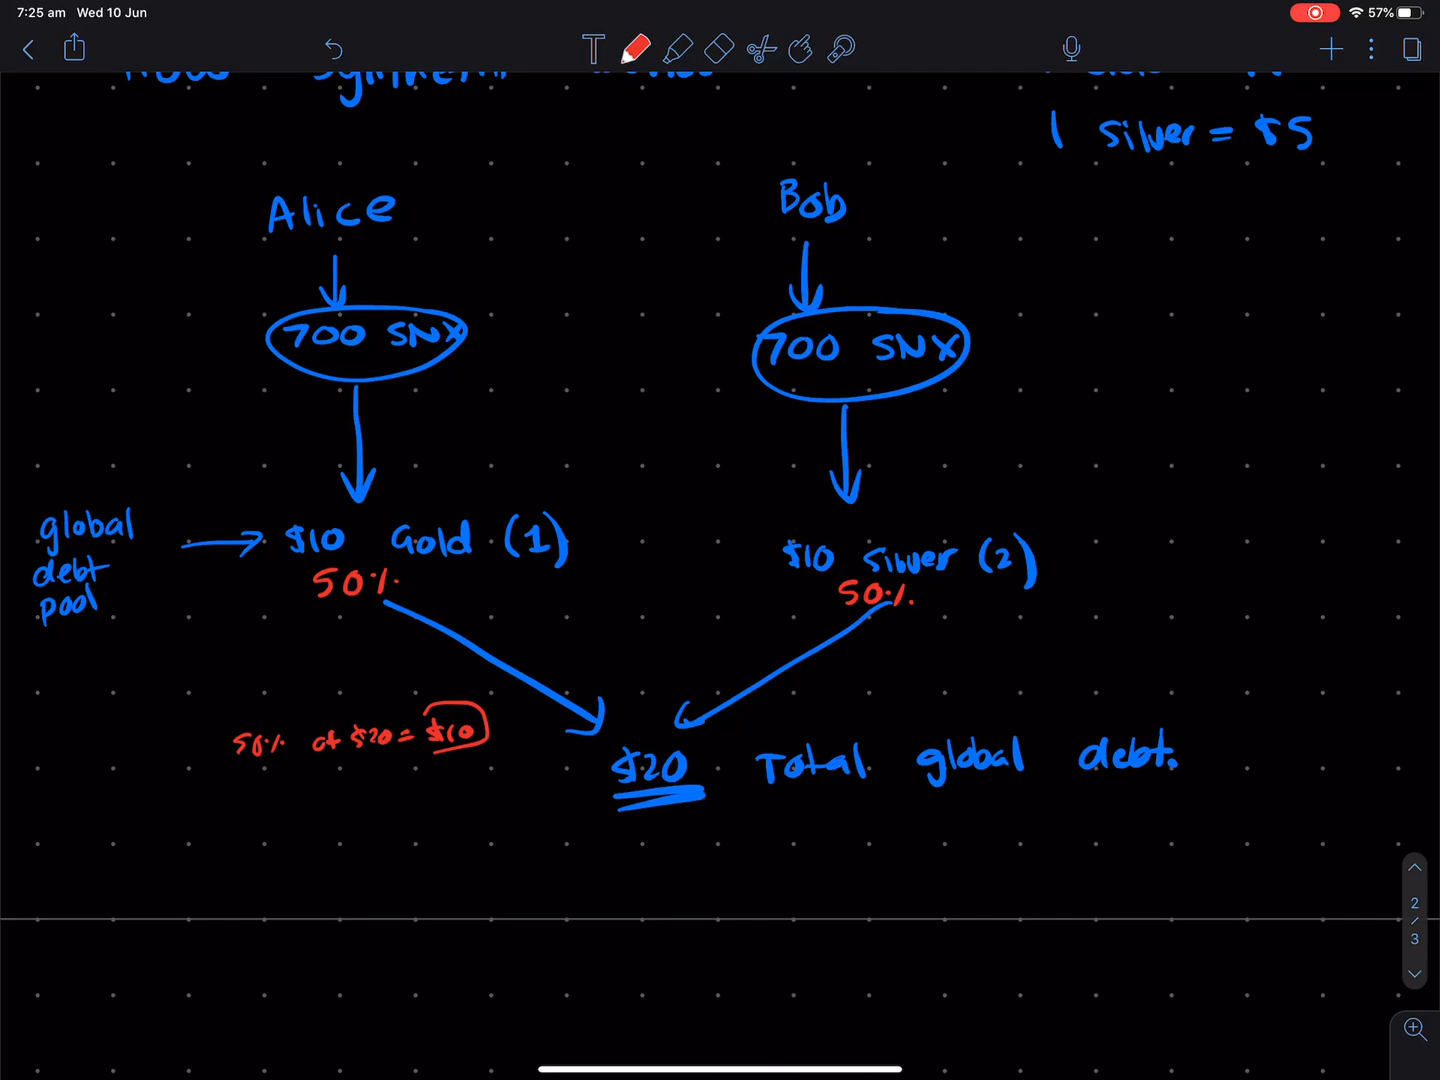 7:25 am Wed 10 Jun
57%
1 Silver = $5
Alice
Bob
700 SNX
700 SNX
global
debt
pool
$10 Gold (1)
50%
$10 Silver (2)
50%
50% of $20 = $10
$20 Total global debt.
2
/
3